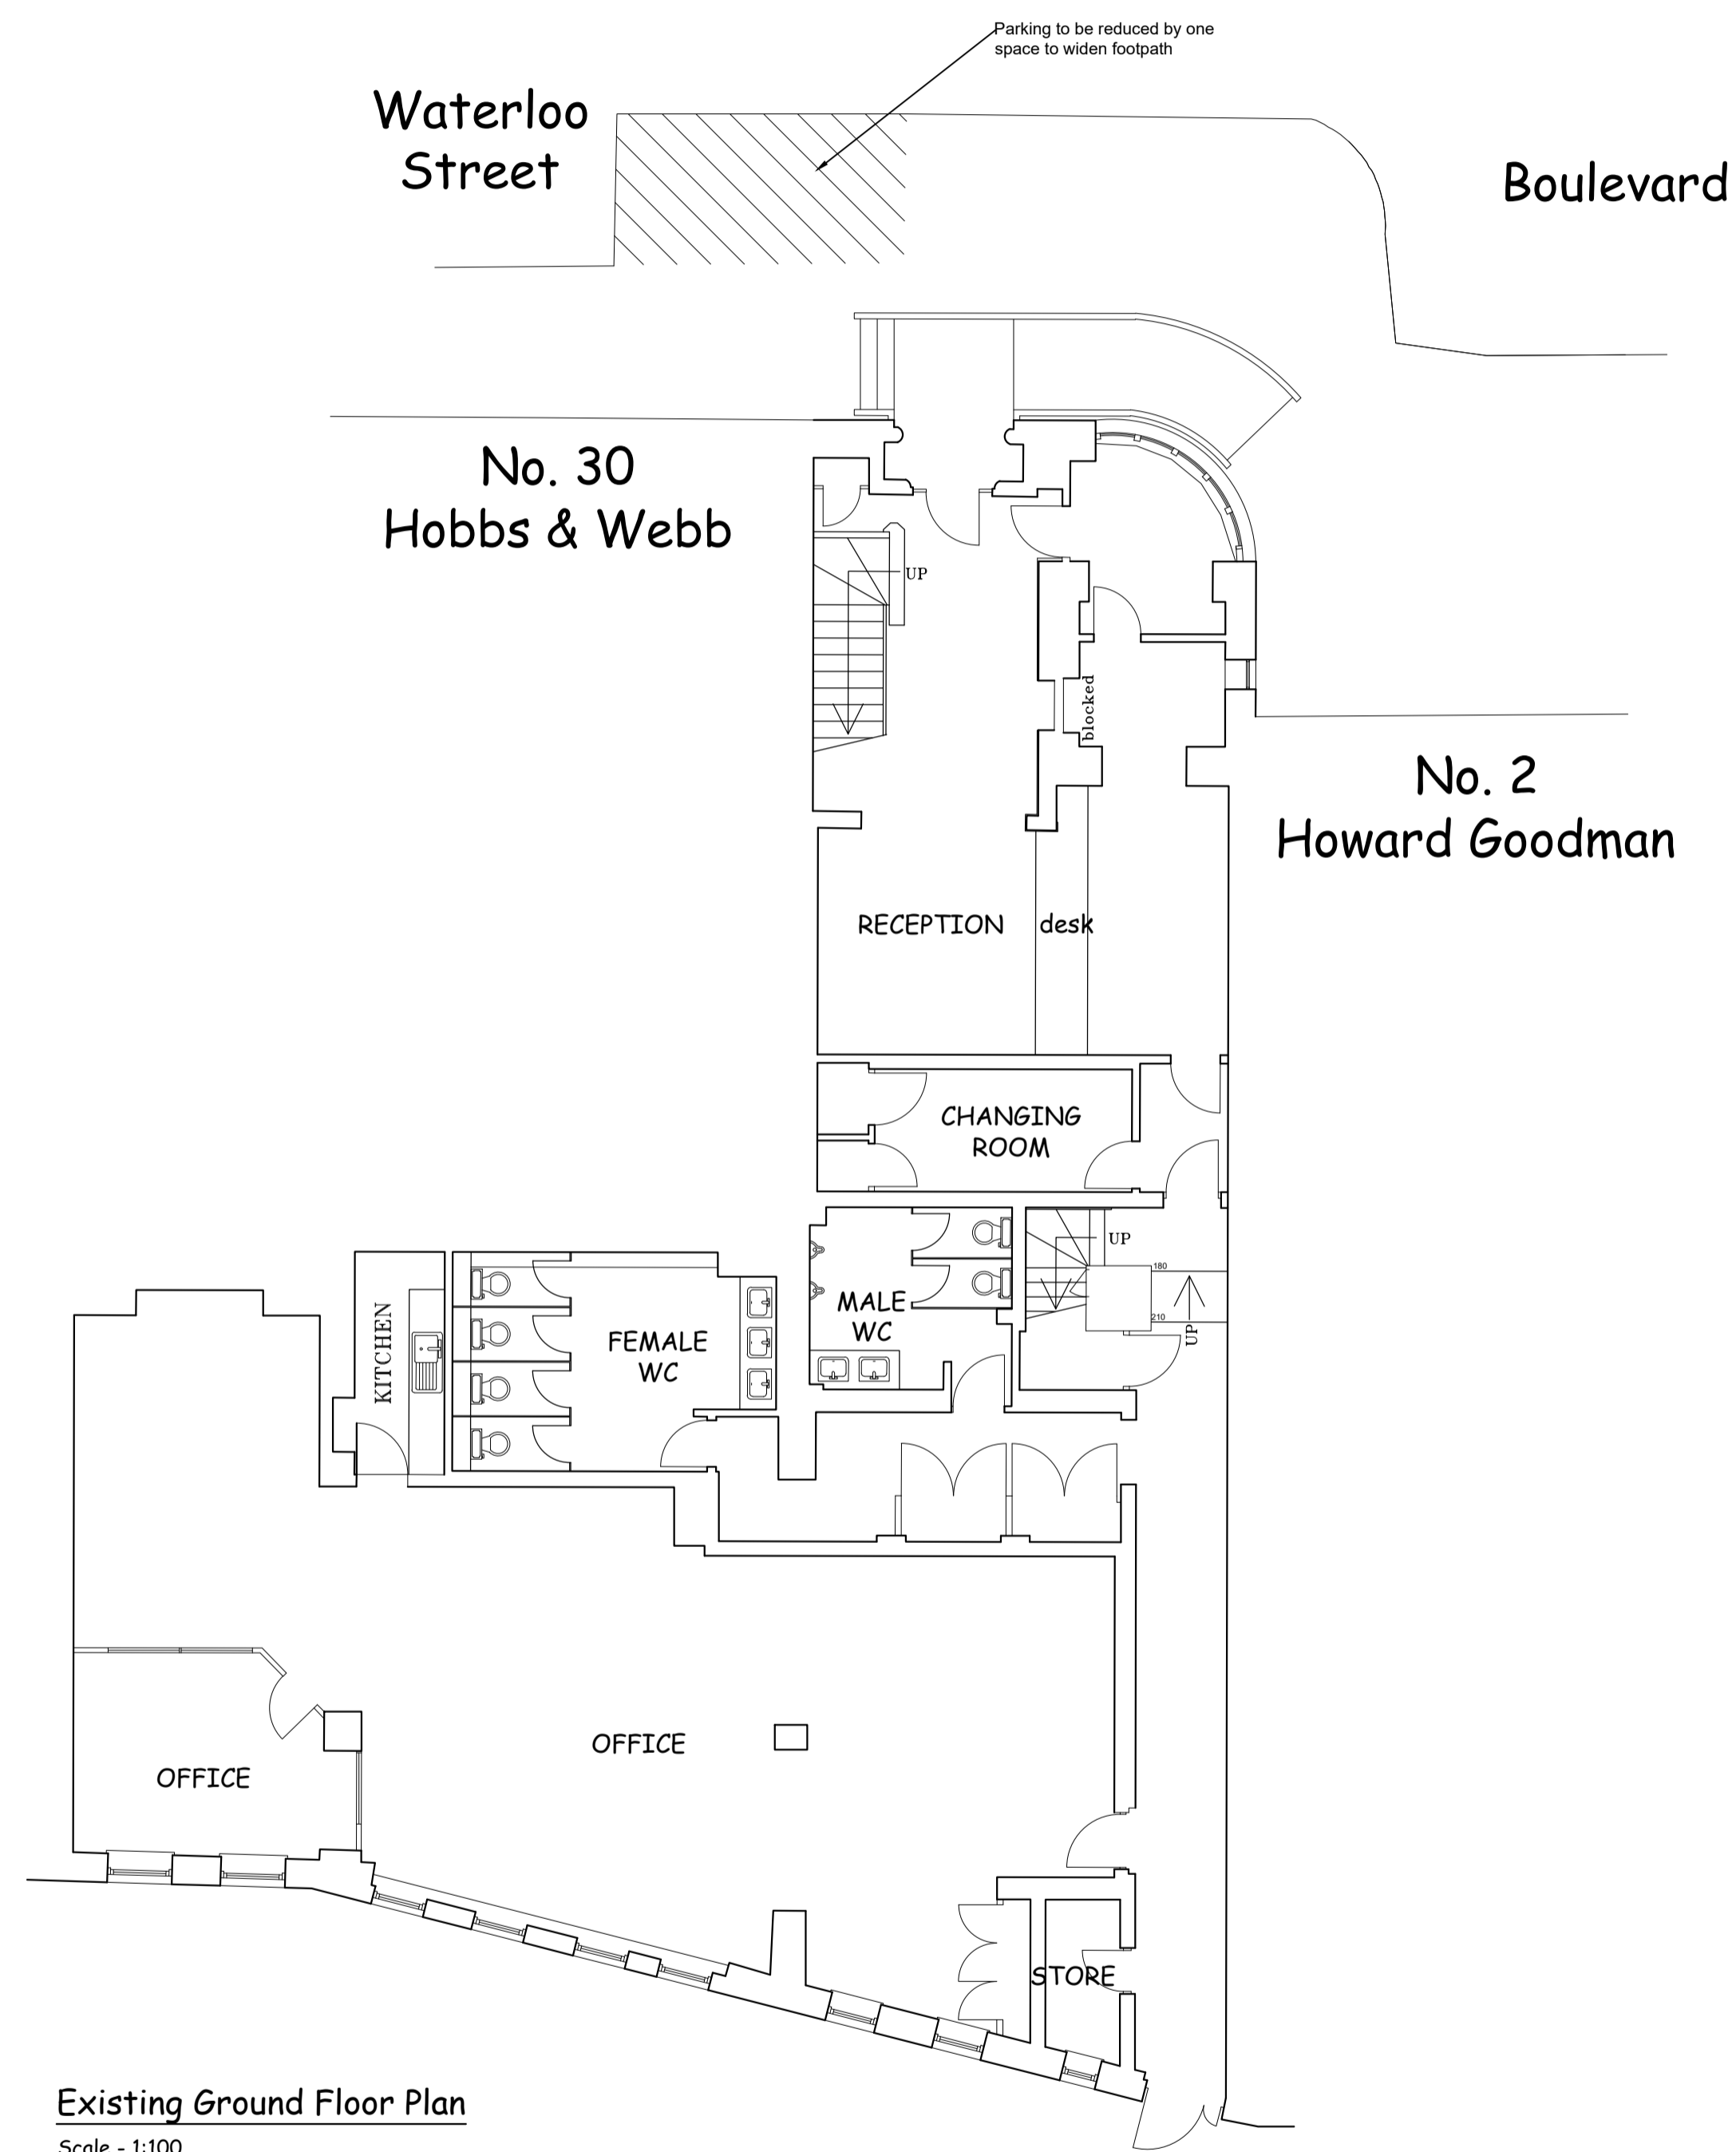 Parking to be reduced by one
space to widen footpath
Waterloo
Street
Boulevard
No. 30
Hobbs & Webb
UP
blocked
No. 2
Howard Goodman
RECEPTION
desk
CHANGING
ROOM
UP
180
210
UP
MALE
WC
KITCHEN
FEMALE
WC
OFFICE
OFFICE
STORE
Existing Ground Floor Plan
Scale - 1:100